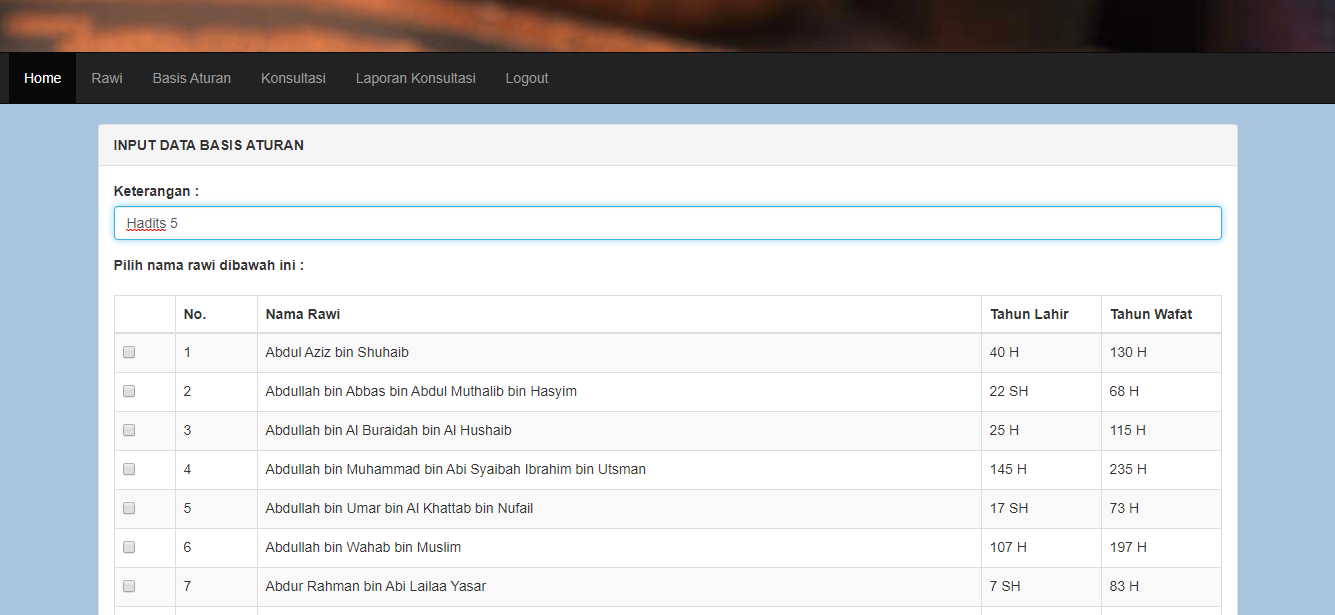 Home Rawi Basis Aturan Konsultasi Laporan Konsultasi Logout
INPUT DATA BASIS ATURAN
Keterangan :
Hadits 5
Pilih nama rawi dibawah ini :
No. Nama Rawi Tahun Lahir Tahun Wafat
1 Abdul Aziz bin Shuhaib 40 H 130 H
2 Abdullah bin Abbas bin Abdul Muthalib bin Hasyim 22 SH 68 H
3 Abdullah bin Al Buraidah bin Al Hushaib 25 H 115 H
4 Abdullah bin Muhammad bin Abi Syaibah Ibrahim bin Utsman 145 H 235 H
5 Abdullah bin Umar bin Al Khattab bin Nufail 17 SH 73 H
6 Abdullah bin Wahab bin Muslim 107 H 197 H
7 Abdur Rahman bin Abi Lailaa Yasar 7 SH 83 H